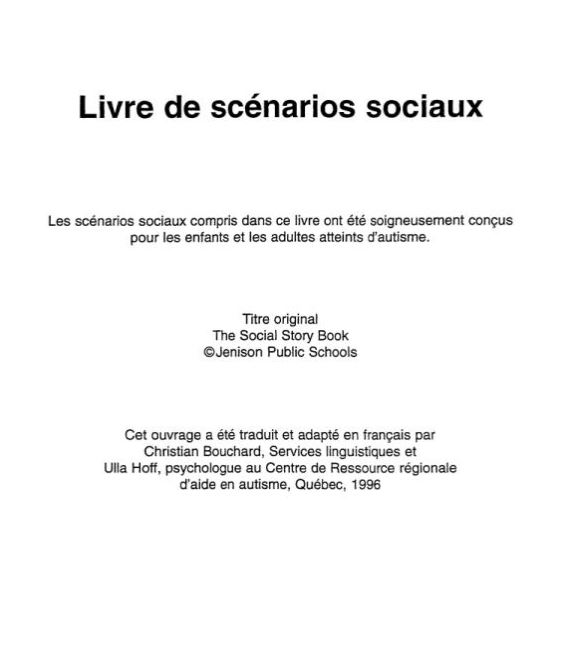 Livre de scénarios sociaux
Les scénarios sociaux compris dans ce livre ont été soigneusement conçus
pour les enfants et les adultes atteints d'autisme.
Titre original
The Social Story Book
©Jenison Public Schools
Cet ouvrage a été traduit et adapté en français par
Christian Bouchard, Services linguistiques et
Ulla Hoff, psychologue au Centre de Ressource régionale
d'aide en autisme, Québec, 1996